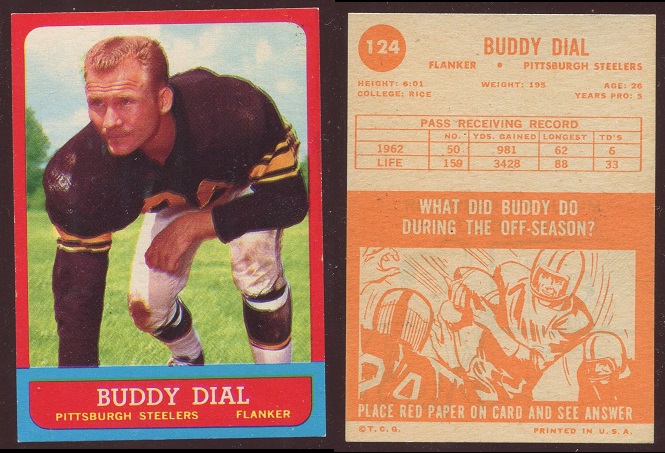 BUDDY DIAL
PITTSBURGH STEELERS FLANKER
124
BUDDY DIAL
FLANKER • PITTSBURGH STEELERS
HEIGHT: 6:01 WEIGHT: 195 AGE: 26
COLLEGE: RICE YEARS PRO: 5
PASS RECEIVING RECORD
NO. YDS. GAINED LONGEST TD'S
1962 50 981 62 6
LIFE 159 3428 88 33
WHAT DID BUDDY DO
DURING THE OFF-SEASON?
PLACE RED PAPER ON CARD AND SEE ANSWER
© T. C. G. PRINTED IN U. S. A.